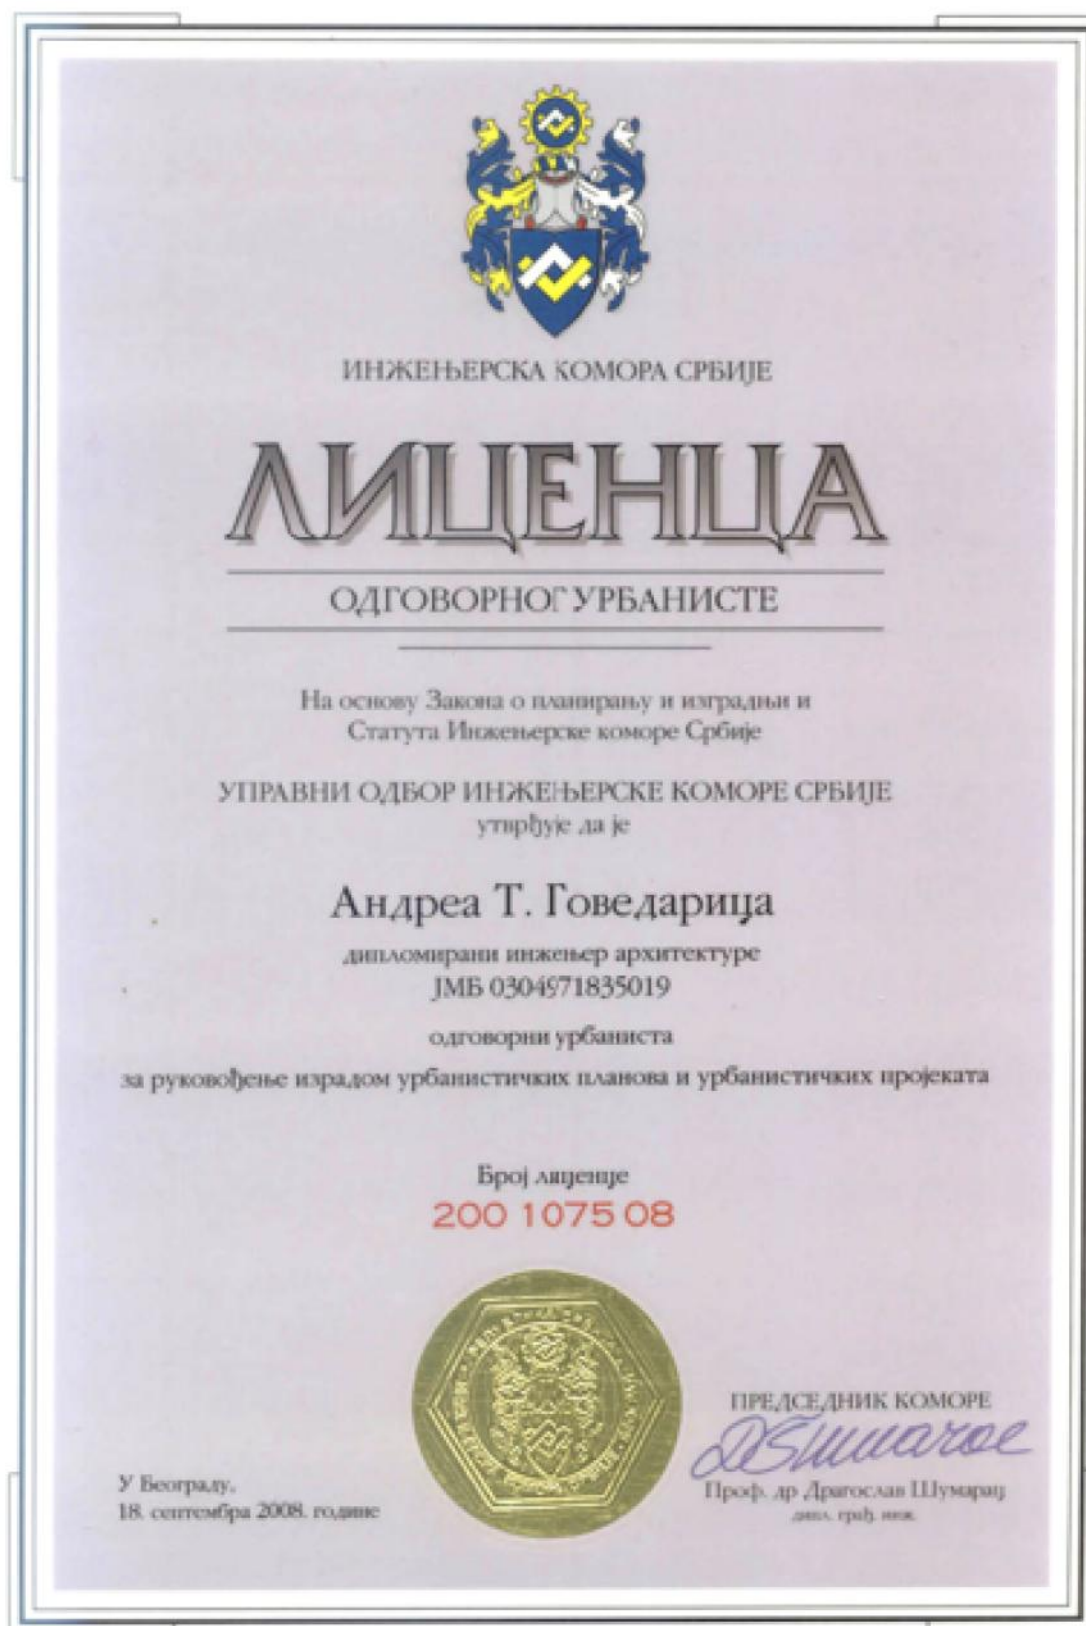 ИНЖЕЊЕРСКА КОМОРА СРБИЈЕ
ЛИЦЕНЦА
ОДГОВОРНОГ УРБАНИСТЕ
На основу Закона о планирању и изградњи и
Статута Инжењерске коморе Србије
УПРАВНИ ОДБОР ИНЖЕЊЕРСКЕ КОМОРЕ СРБИЈЕ
утврђује да је
Андреа Т. Говедарица
дипломирани инжењер архитектуре
ЈМБ 0304971835019
одговорни урбаниста
за руковођење израдом урбанистичких планова и урбанистичких пројеката
Број лиценце
200 1075 08
ПРЕДСЕДНИК КОМОРЕ
Проф. др Драгослав Шумарац
дипл. грађ. инж.
У Београду,
18. септембра 2008. године